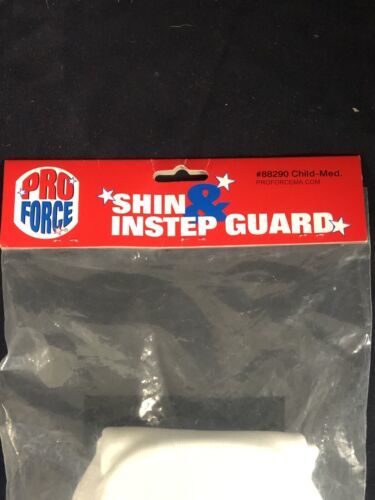 PRO
FORCE
#88290 Child-Med.
PROFORCEMA.COM
SHIN &
INSTEP GUARD